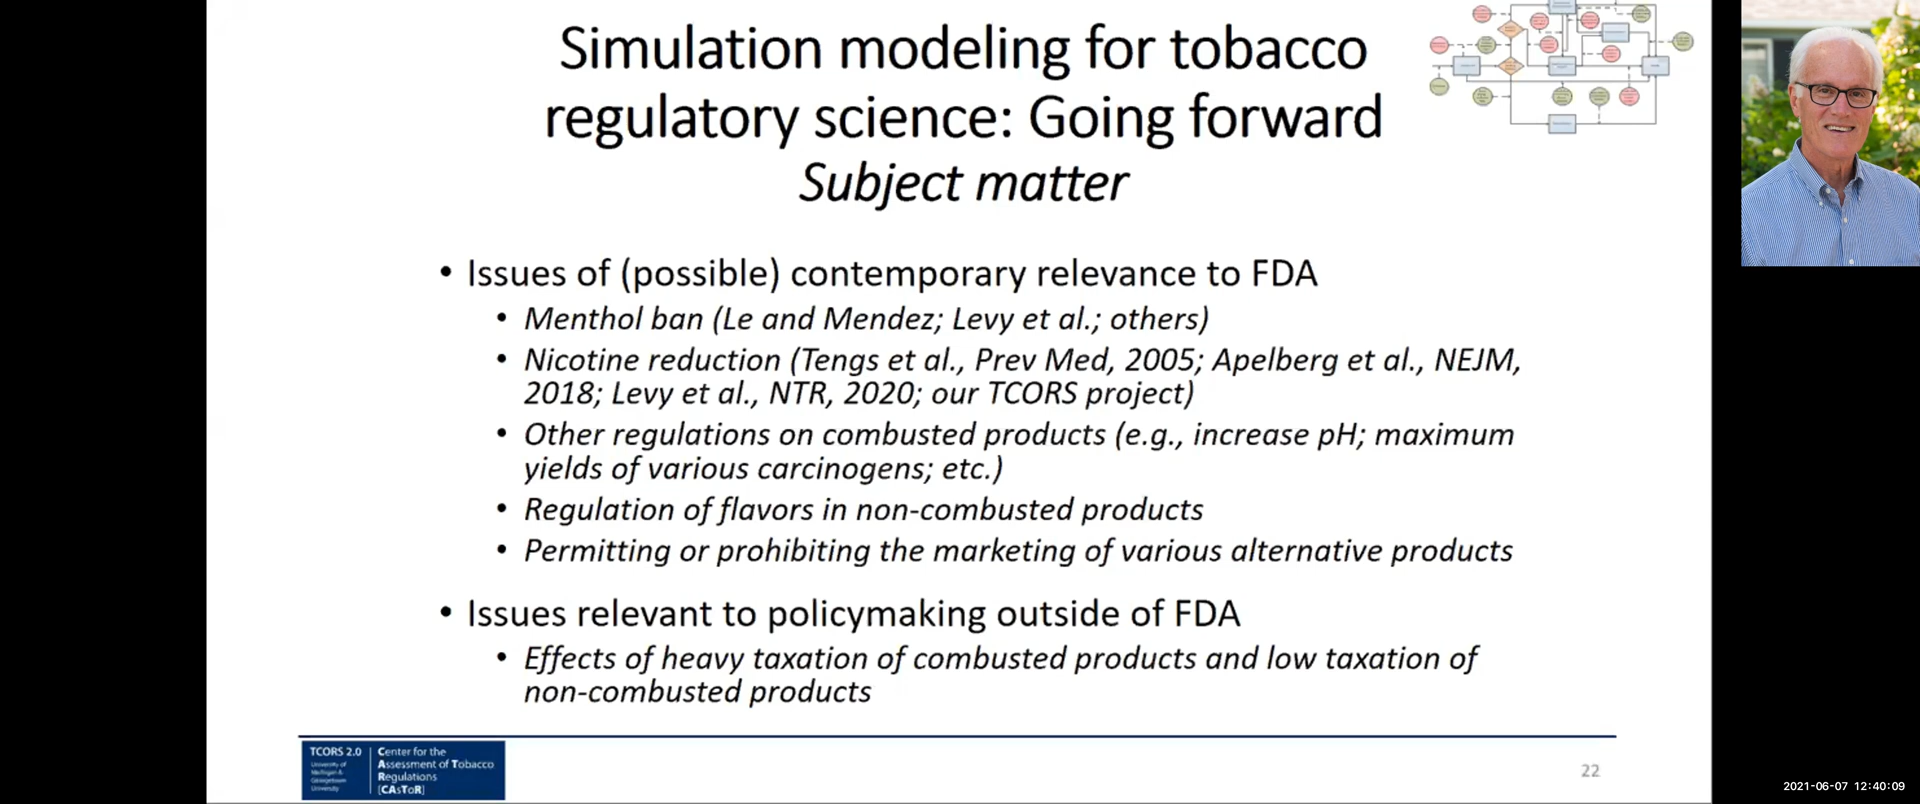 Simulation modeling for tobacco
regulatory science: Going forward
Subject matter
• Issues of (possible) contemporary relevance to FDA
• Menthol ban (Le and Mendez; Levy et al.; others)
• Nicotine reduction (Tengs et al., Prev Med, 2005; Apelberg et al., NEJM,
2018; Levy et al., NTR, 2020; our TCORS project)
• Other regulations on combusted products (e.g., increase pH; maximum
yields of various carcinogens; etc.)
• Regulation of flavors in non-combusted products
• Permitting or prohibiting the marketing of various alternative products
• Issues relevant to policymaking outside of FDA
• Effects of heavy taxation of combusted products and low taxation of
non-combusted products
TCORS 2.0
University of
Michigan &
Georgetown
University
Center for the
Assessment of Tobacco
Regulations
[CAsToR]
22
2021-06-07 12:40:09